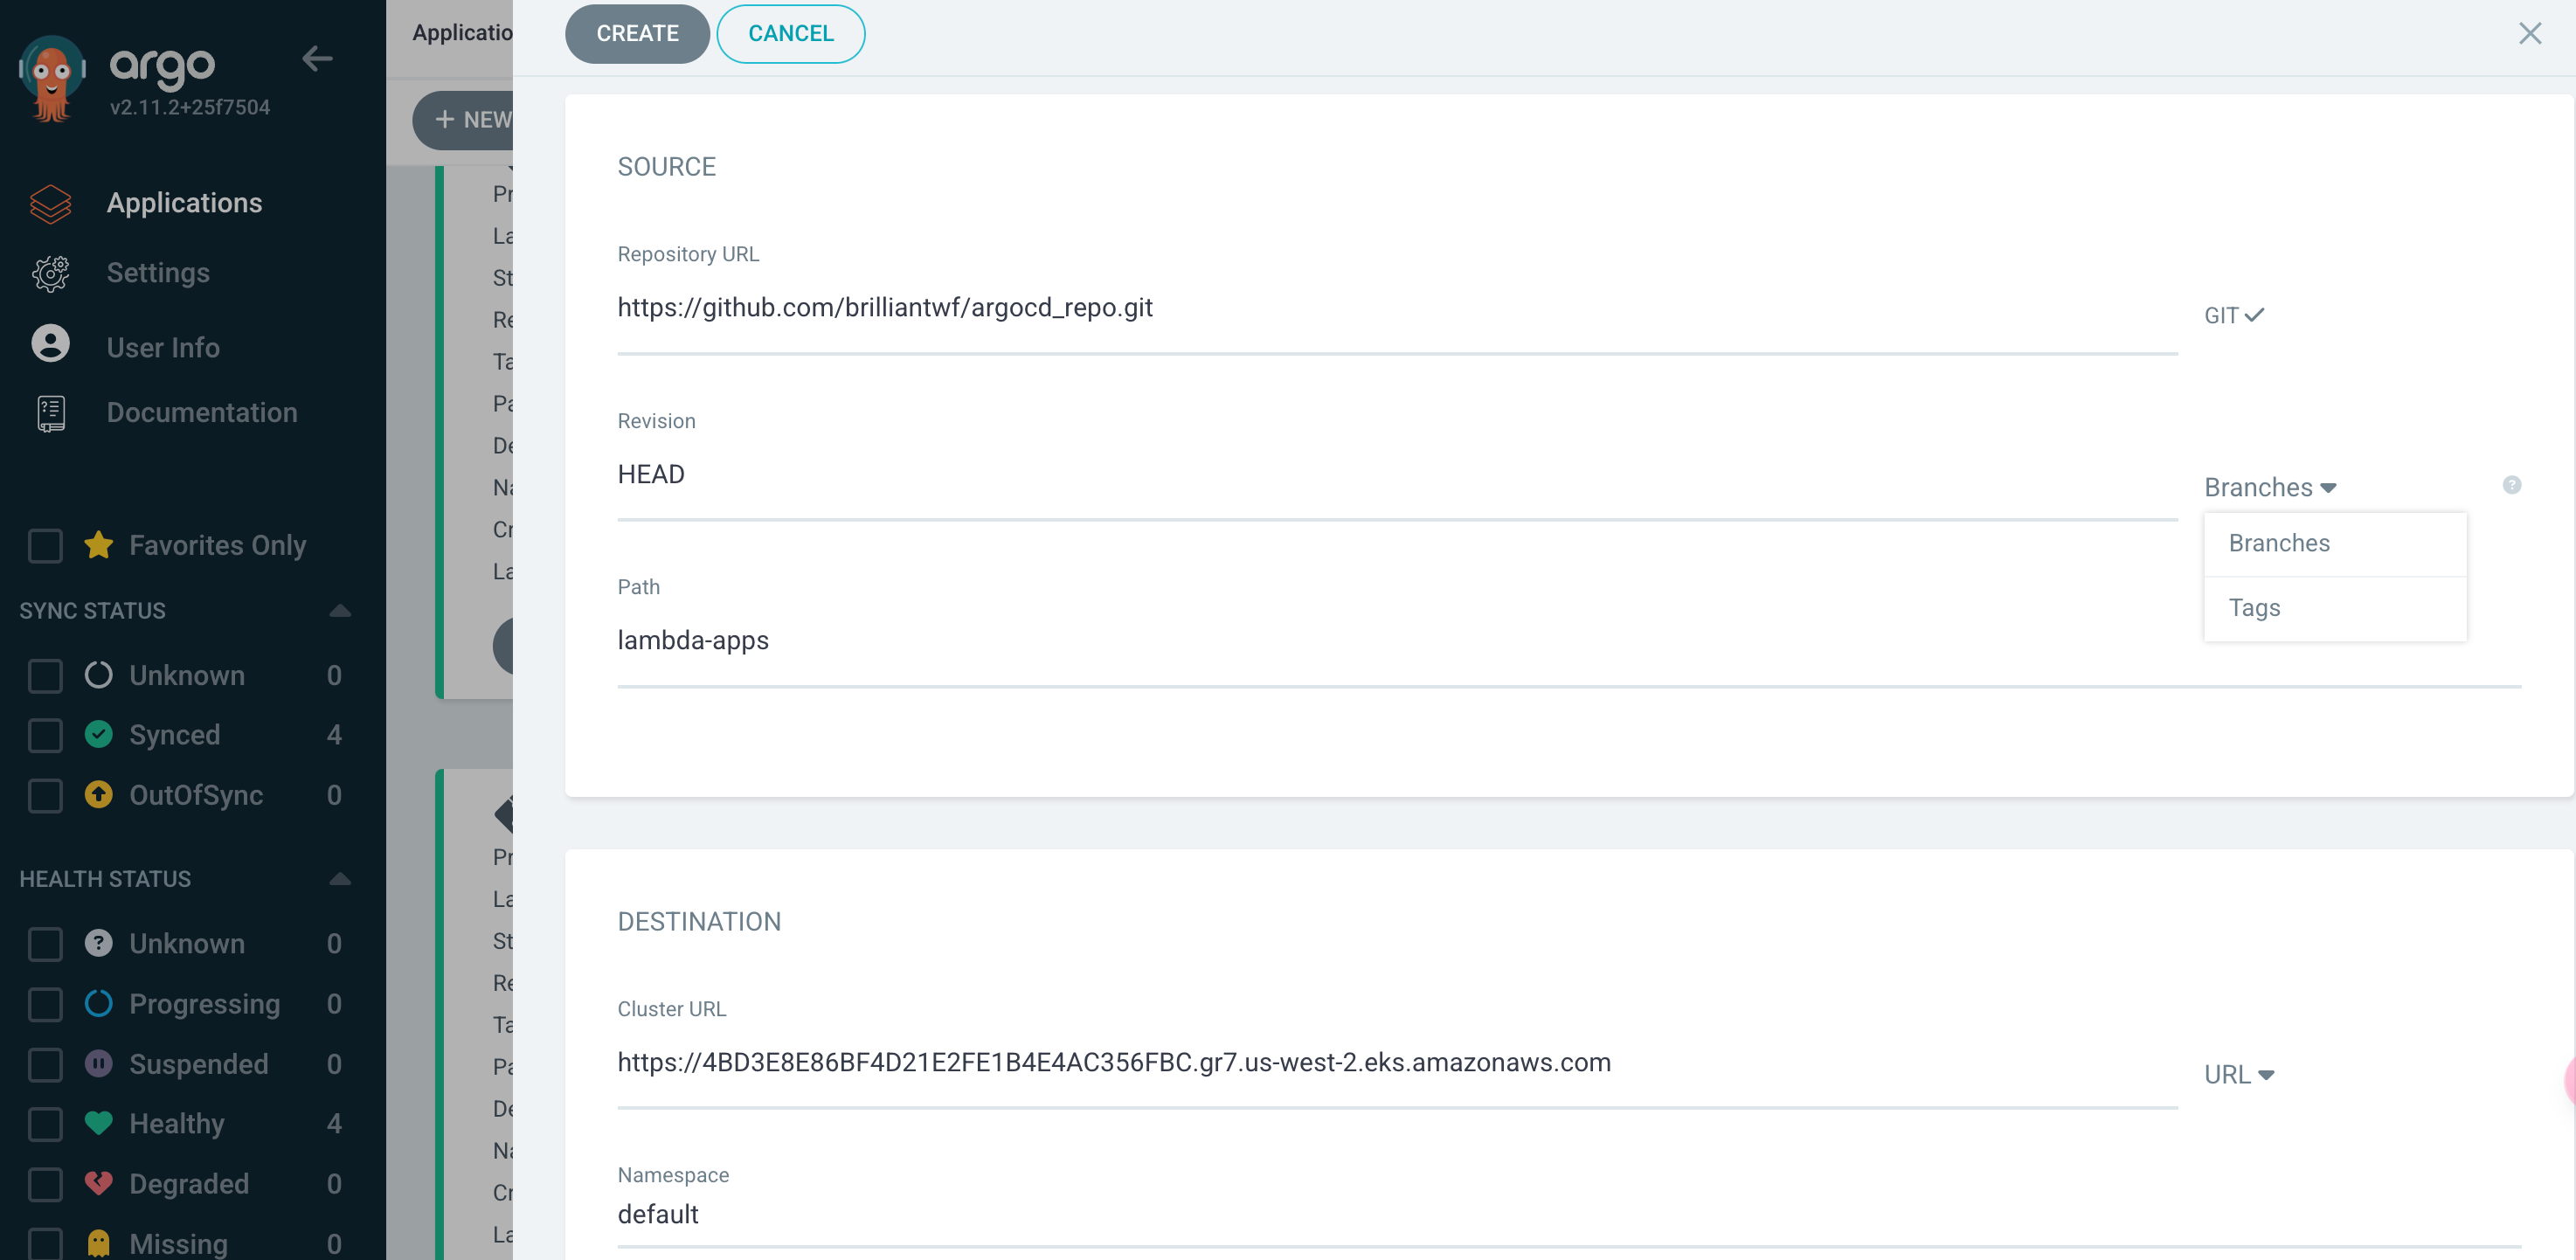 argo
v2.11.2+25f7504
Applications
Settings
User Info
Documentation
Favorites Only
SYNC STATUS
Unknown 0
Synced 4
OutOfSync 0
HEALTH STATUS
Unknown 0
Progressing 0
Suspended 0
Healthy 4
Degraded 0
Missing 0
Applicatio
+ NEW
Pr
La
St
Re
Ta
Pa
De
Na
Cr
La
Pr
La
St
Re
Ta
Pa
De
Na
Cr
La
CREATE CANCEL
SOURCE
Repository URL
https://github.com/brilliantwf/argocd_repo.git GIT
Revision
HEAD Branches
Branches
Tags
Path
lambda-apps
DESTINATION
Cluster URL
https://4BD3E8E86BF4D21E2FE1B4E4AC356FBC.gr7.us-west-2.eks.amazonaws.com URL
Namespace
default